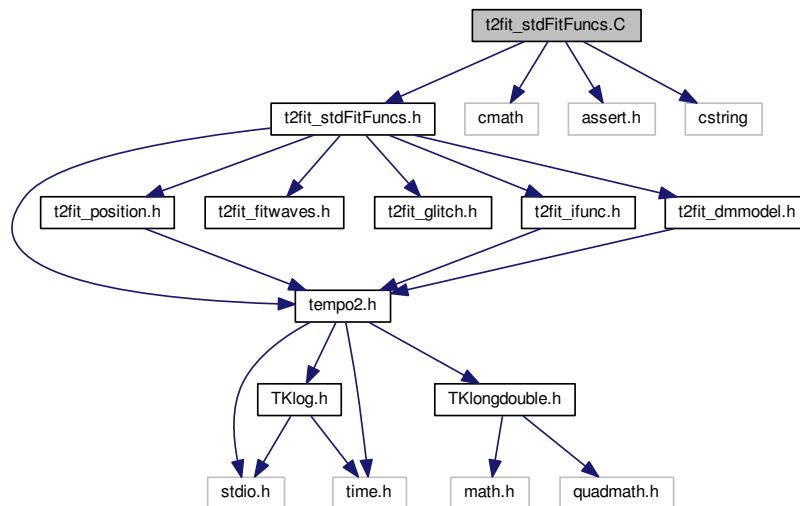 t2fit_stdFitFuncs.C
t2fit_stdFitFuncs.h
cmath
assert.h
cstring
t2fit_position.h
t2fit_fitwaves.h
t2fit_glitch.h
t2fit_ifunc.h
t2fit_dmmodel.h
tempo2.h
TKlog.h
TKlongdouble.h
stdio.h
time.h
math.h
quadmath.h